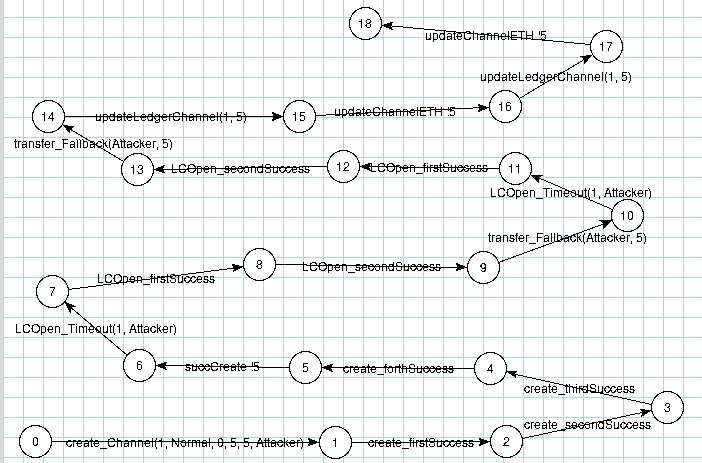 18
updateChannelETH '5
17
updateLedgerChannel(1, 5)
14
updateLedgerChannel(1, 5)
15
updateChannelETH '5
16
transfer_Fallback(Attacker, 5)
13
LCOpen_secondSuccess
12
LCOpen_firstSuccess
11
LCOpen_Timeout(1, Attacker)
10
transfer_Fallback(Attacker, 5)
8
LCOpen_secondSuccess
9
LCOpen_firstSuccess
7
LCOpen_Timeout(1, Attacker)
6
succCreate '5
5
create_forthSuccess
4
create_thirdSuccess
3
create_secondSuccess
0
create_Channel(1, Normal, 0, 5, 5, Attacker)
1
create_firstSuccess
2